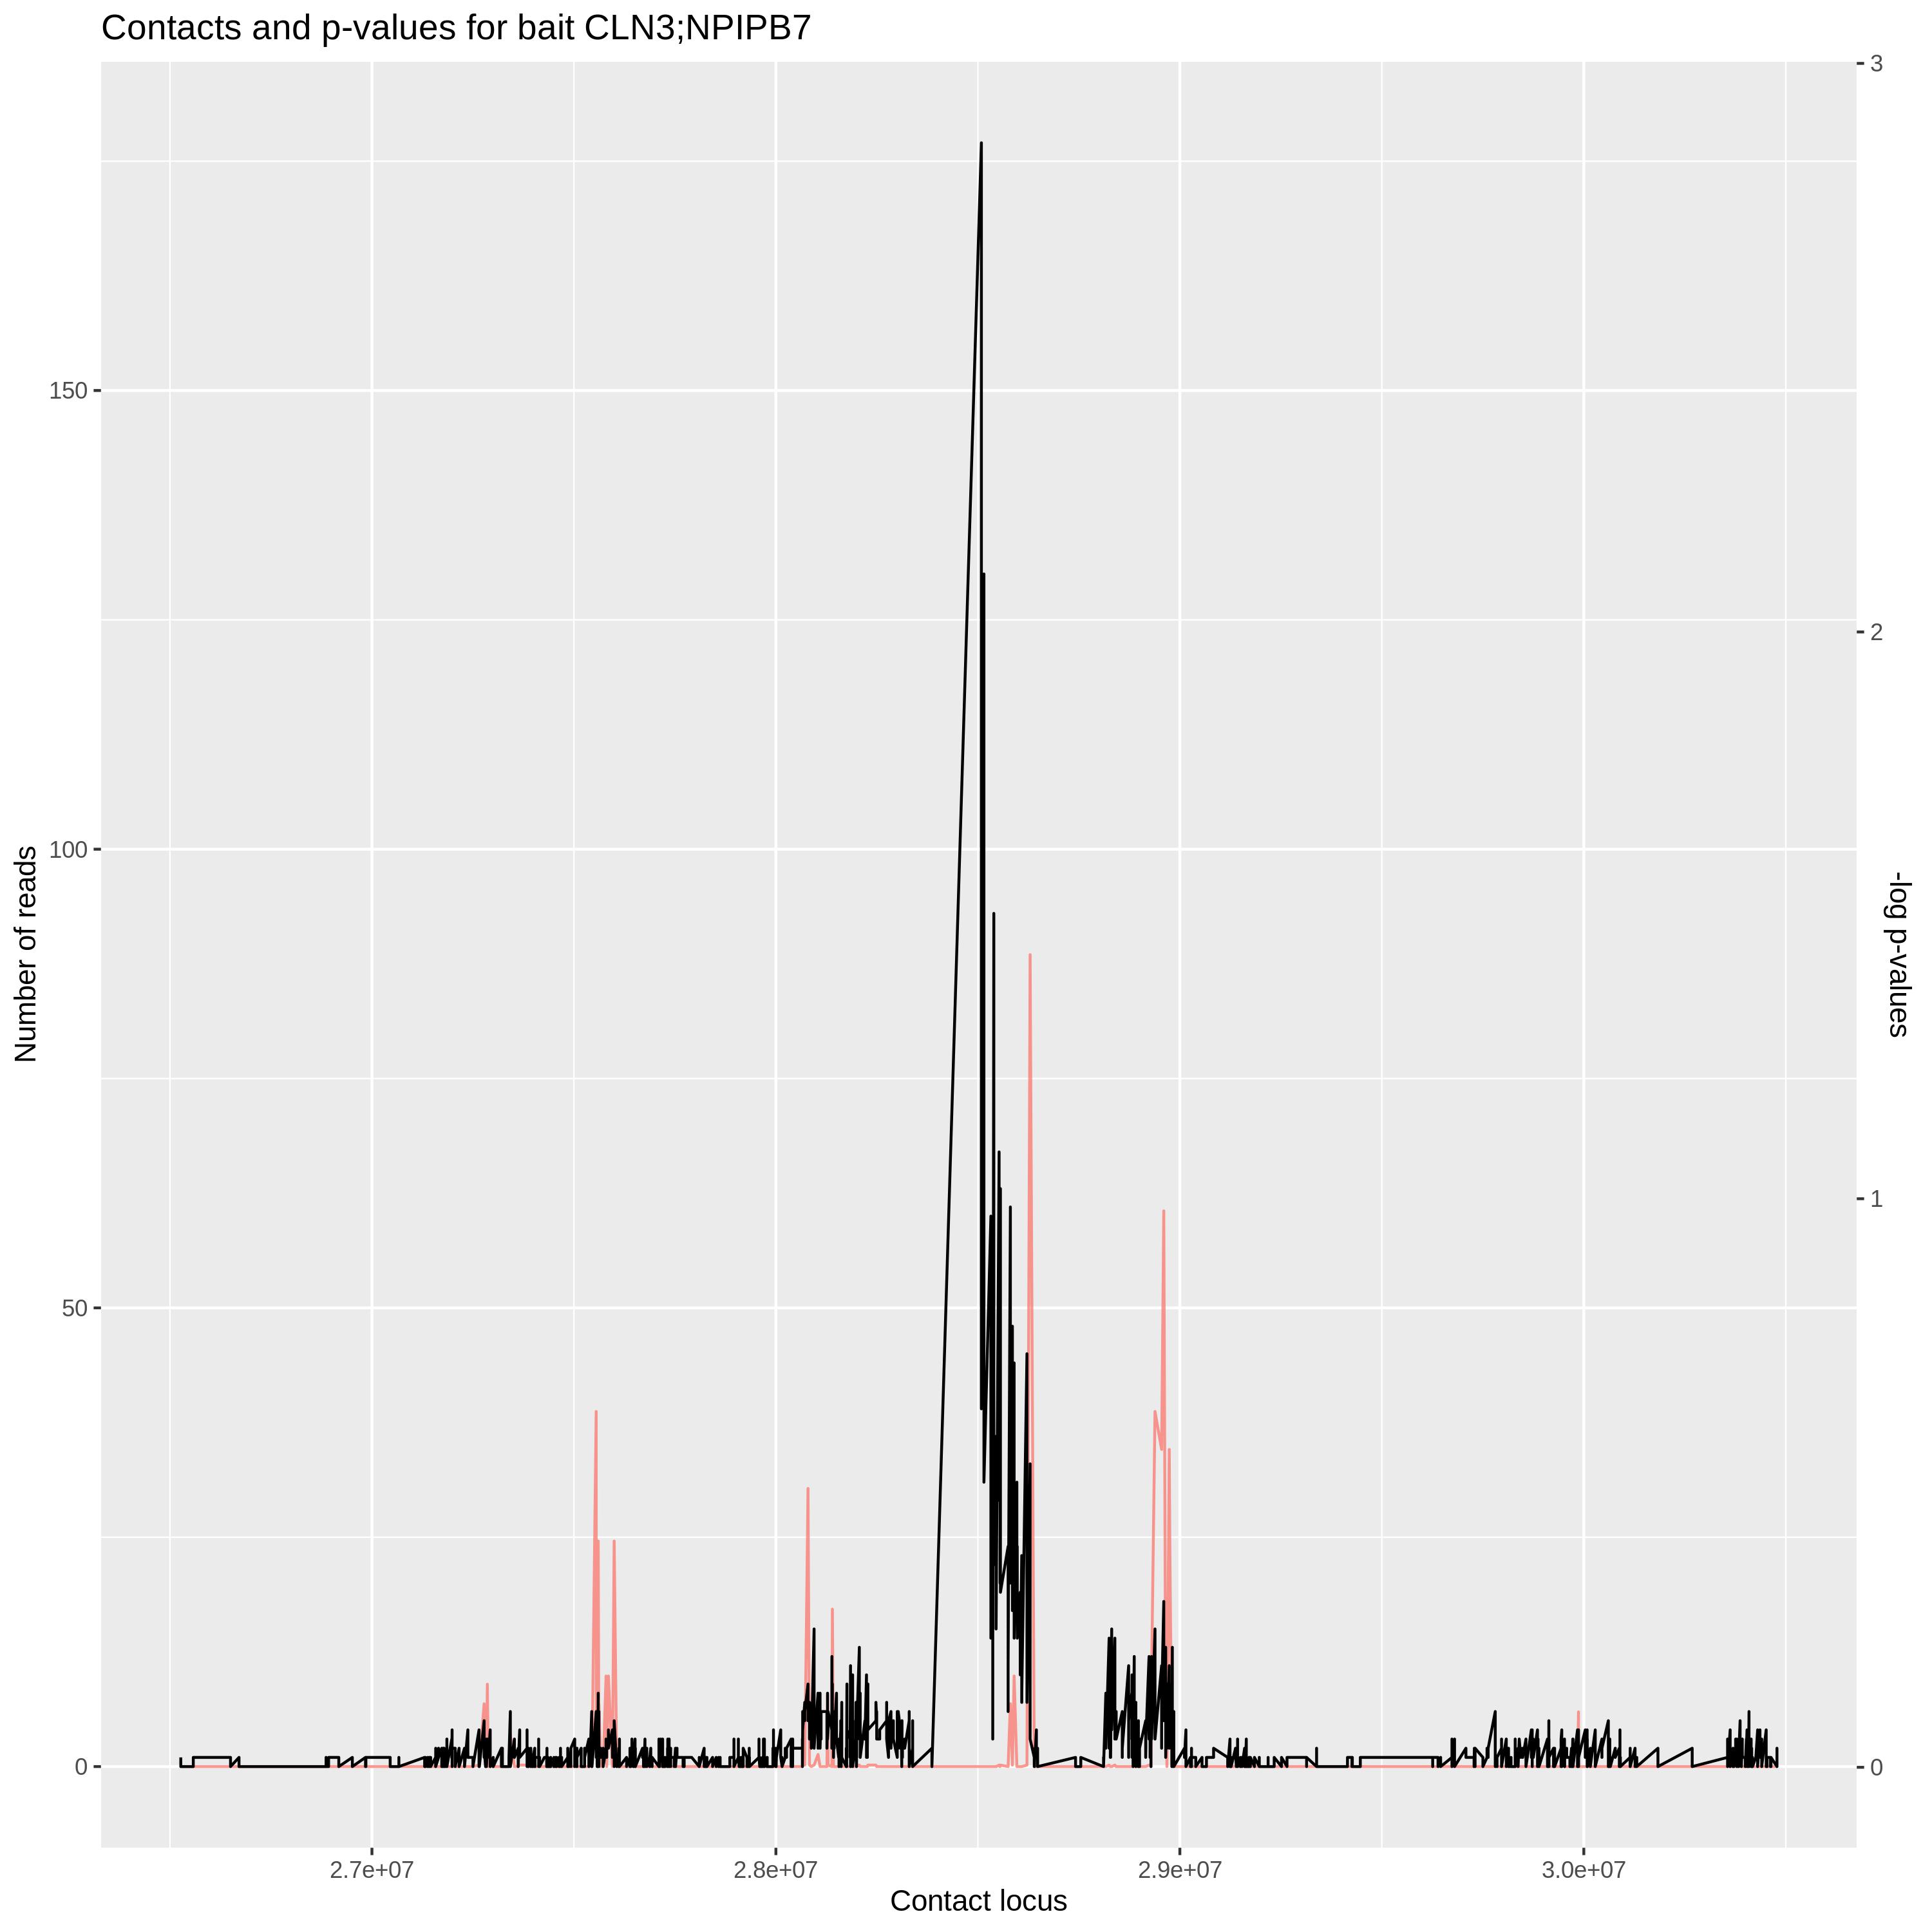 Contacts and p-values for bait CLN3;NPIPB7
3
150
2
100
Number of reads
-log p-values
1
50
0
0
2.7e+07
2.8e+07
2.9e+07
3.0e+07
Contact locus